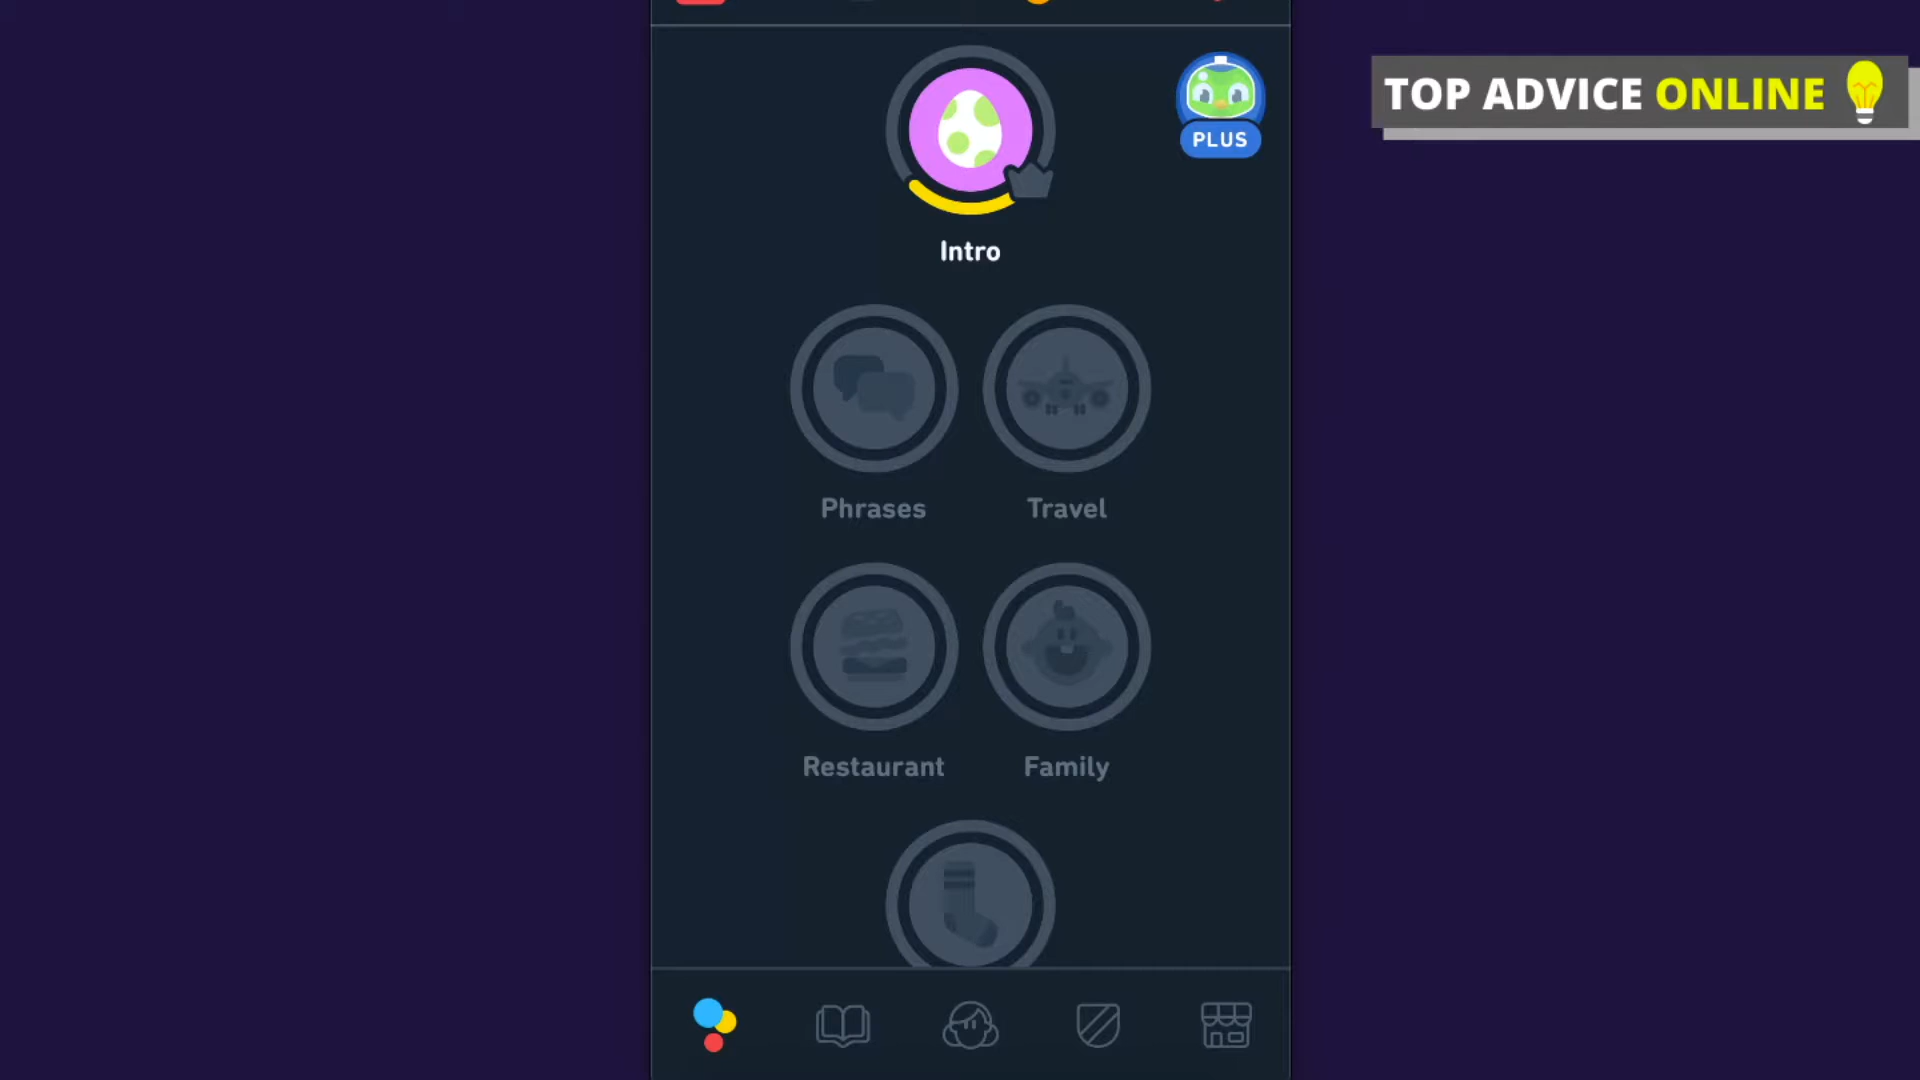 TOP ADVICE ONLINE
PLUS
Intro
Phrases
Travel
Restaurant
Family